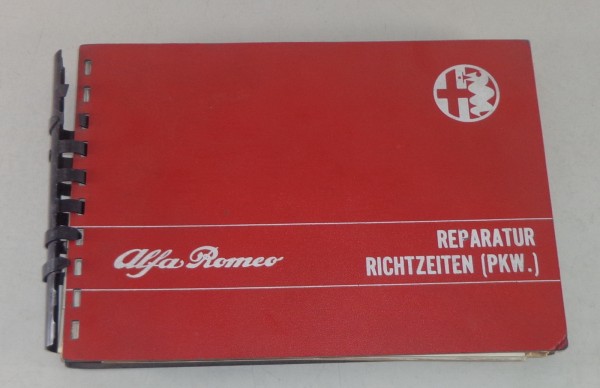 Alfa Romeo
REPARATUR
RICHTZEITEN (PKW.)